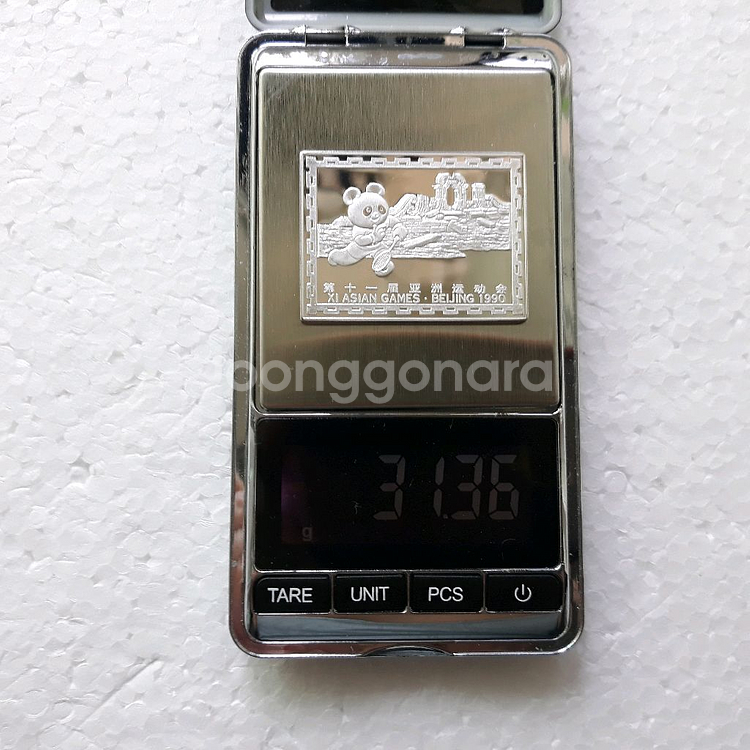 第十一届亚洲运动会
XI ASIAN GAMES · BEIJING 1990
joonggonara
31.36
g
TARE UNIT PCS